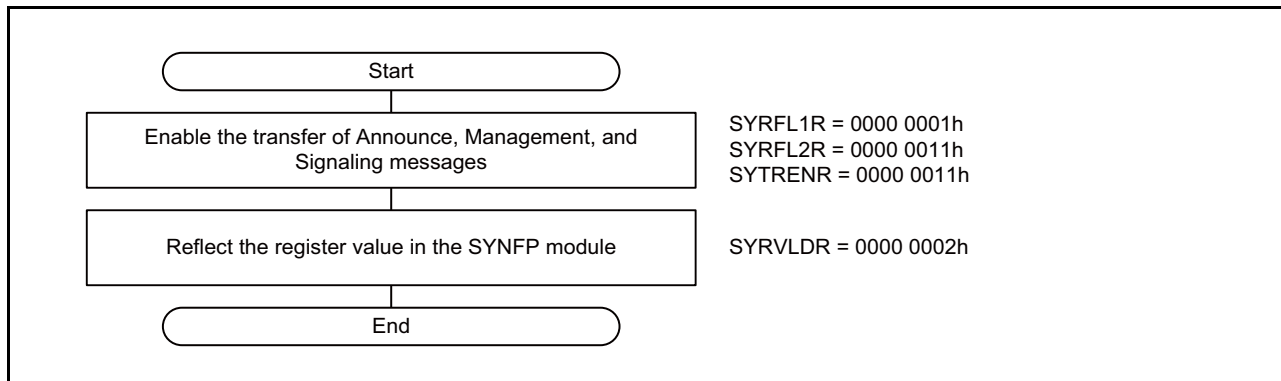 Start
Enable the transfer of Announce, Management, and
Signaling messages
SYRFL1R = 0000 0001h
SYRFL2R = 0000 0011h
SYTRENR = 0000 0011h
Reflect the register value in the SYNFP module
SYRVLDR = 0000 0002h
End